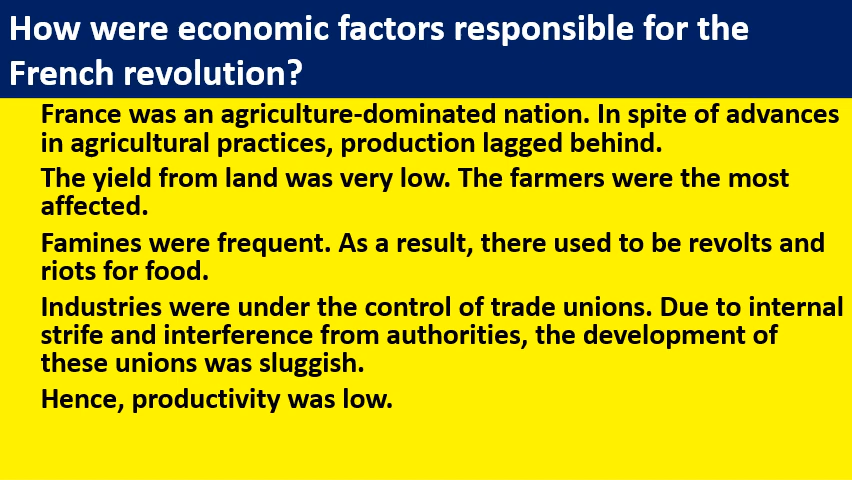 How were economic factors responsible for the
French revolution?
France was an agriculture-dominated nation. In spite of advances
in agricultural practices, production lagged behind.
The yield from land was very low. The farmers were the most
affected.
Famines were frequent. As a result, there used to be revolts and
riots for food.
Industries were under the control of trade unions. Due to internal
strife and interference from authorities, the development of
these unions was sluggish.
Hence, productivity was low.